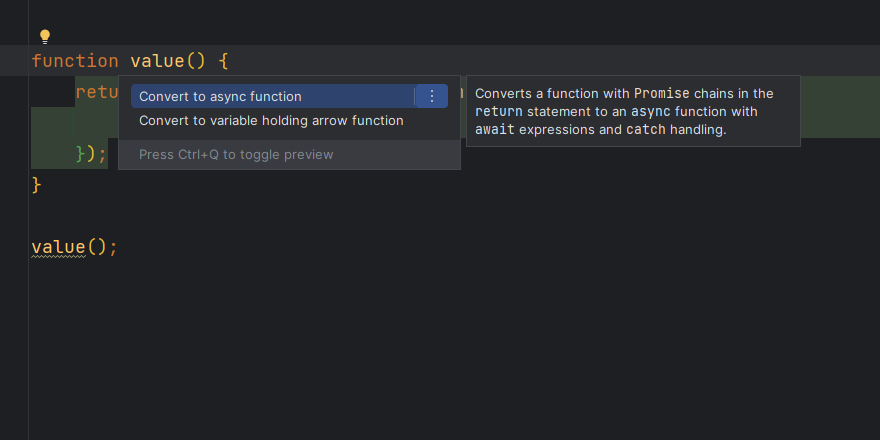 function value() {
retu
Convert to async function
Convert to variable holding arrow function
Press Ctrl+Q to toggle preview
Converts a function with Promise chains in the
return statement to an async function with
await expressions and catch handling.
});
}
value();